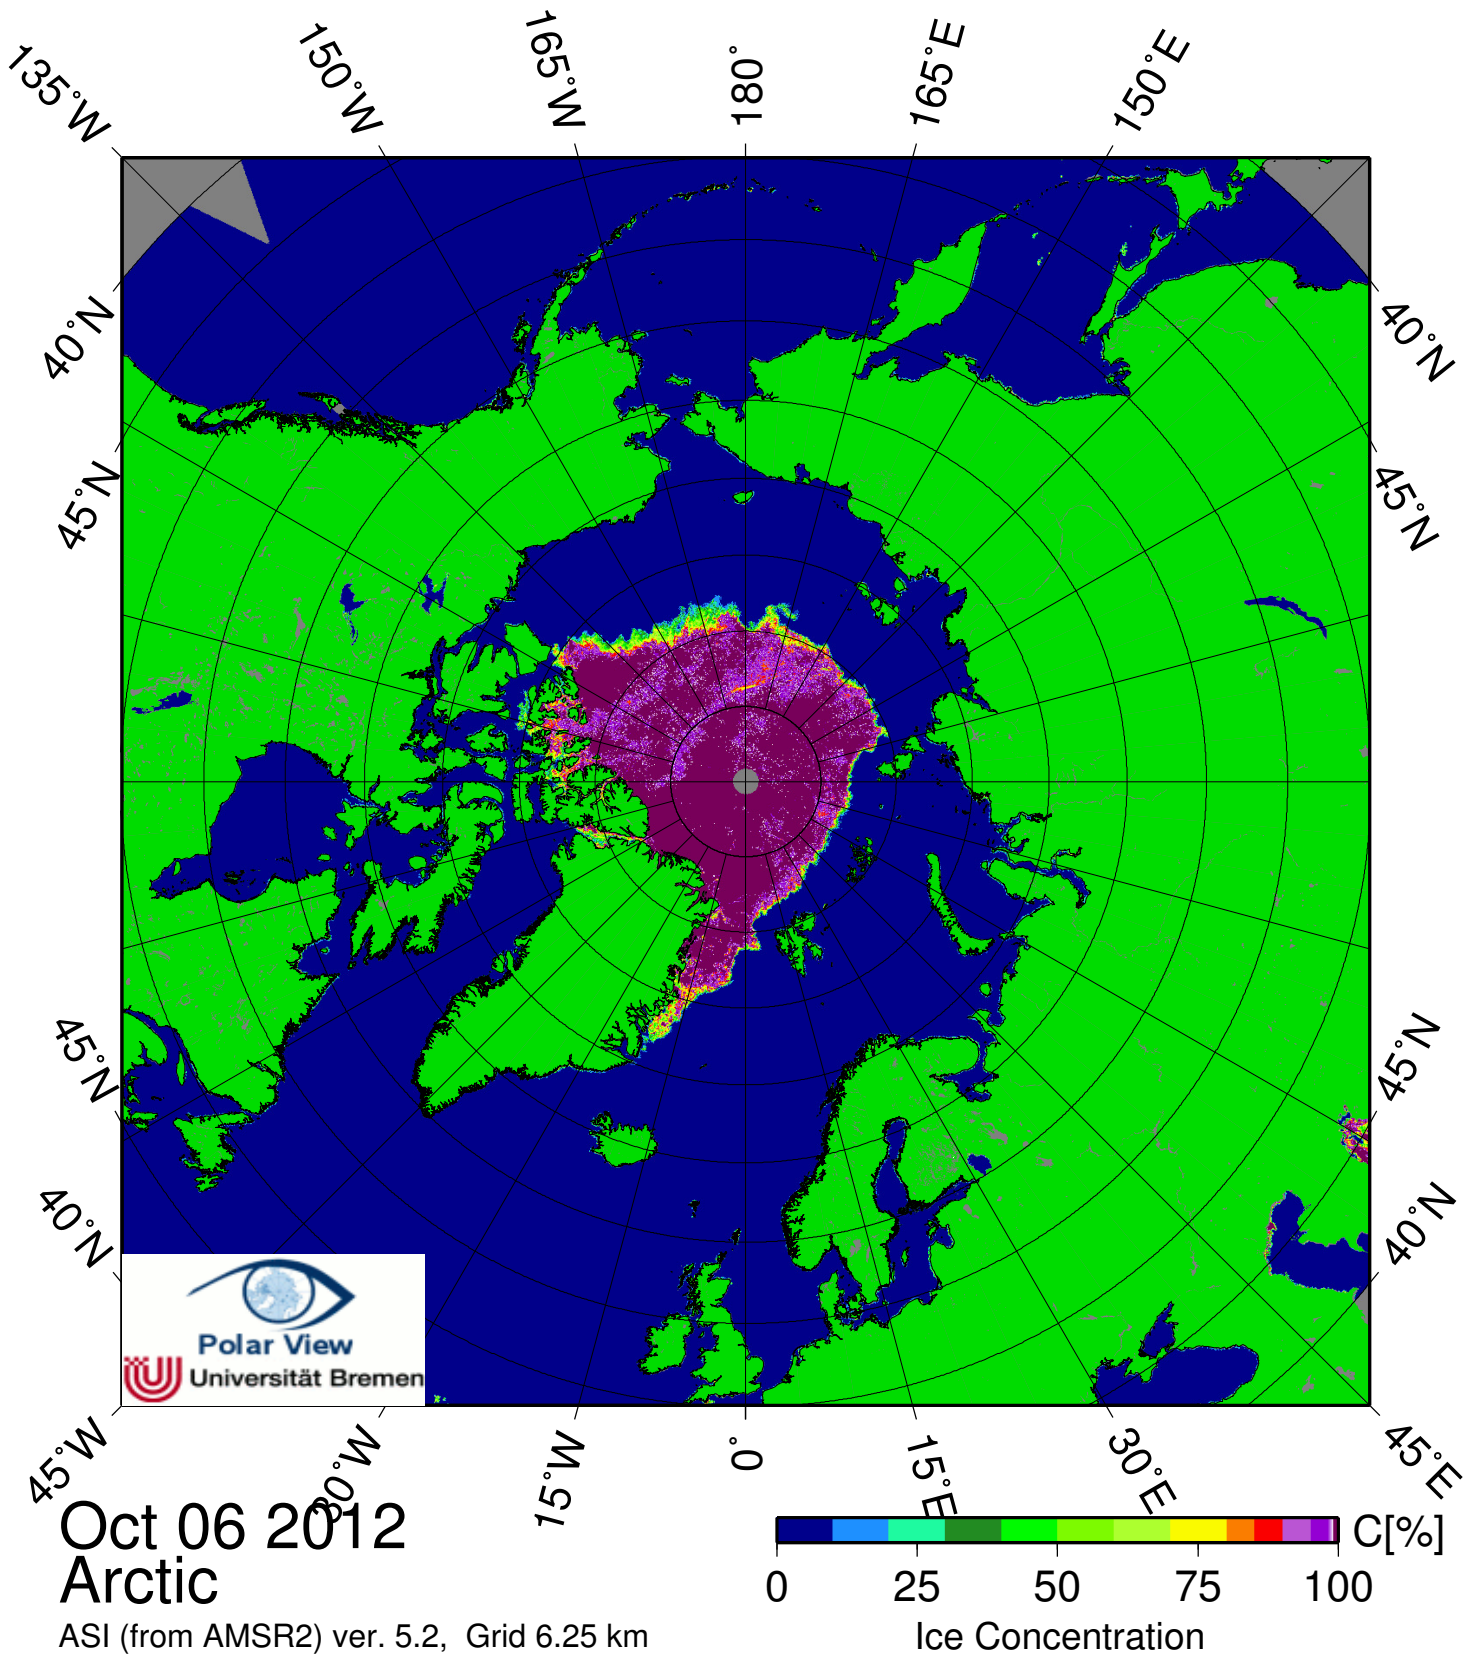 135°W
150°W
165°W
180°
165°E
150°E
40°N
40°N
45°N
45°N
45°N
45°N
40°N
40°N
Polar View
Universität Bremen
45°W
30°W
15°W
0°
15°E
30°E
45°E
Oct 06 2012
Arctic
ASI (from AMSR2) ver. 5.2, Grid 6.25 km
C[%]
0 25 50 75 100
Ice Concentration